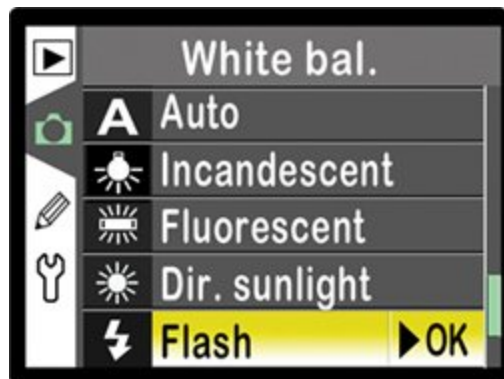 White bal.
A Auto
Incandescent
Fluorescent
Dir. sunlight
Flash ▶OK